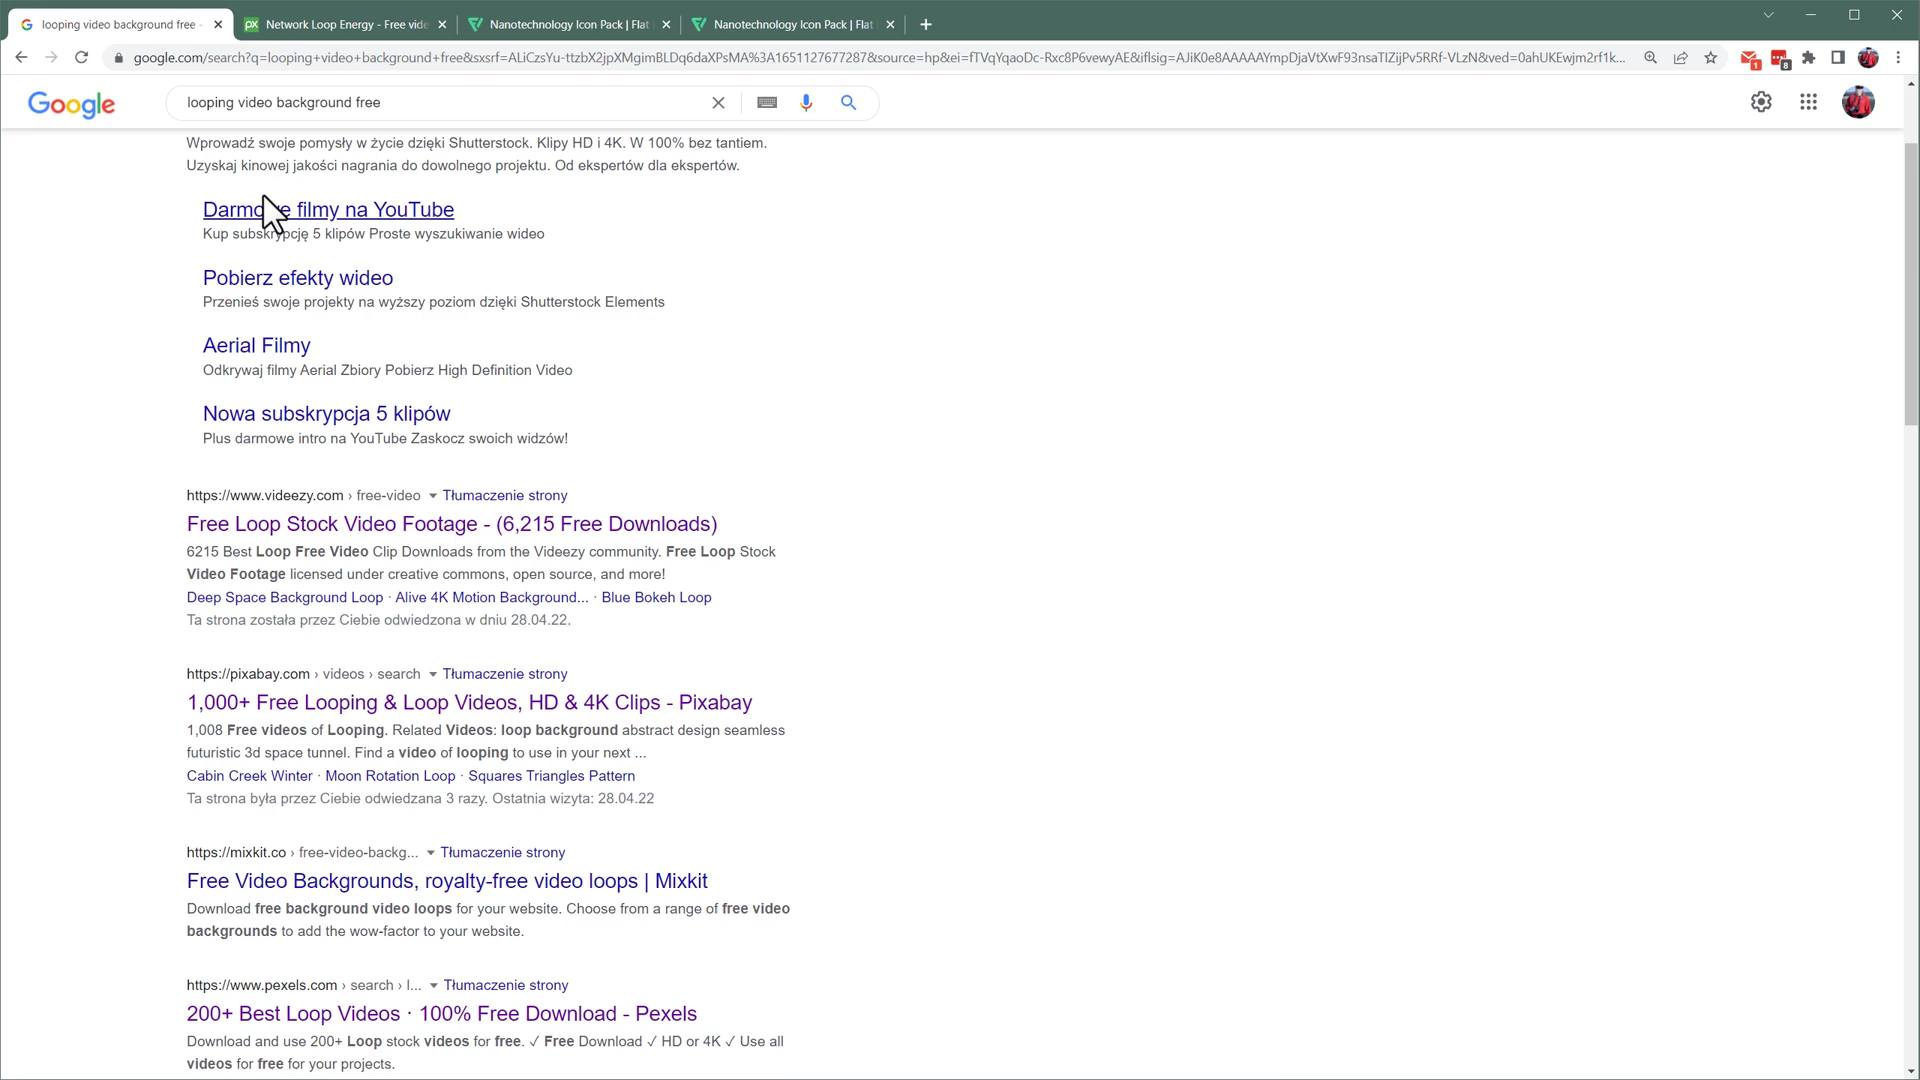 looping video background free -
Network Loop Energy - Free vide
Nanotechnology Icon Pack | Flat
Nanotechnology Icon Pack | Flat
google.com/search?q=looping+video+background+free&sxsrf=ALiCzsYu-ttzbX2jpXMgimBLDq6daXPsMA%3A1651127677287&source=hp&ei=fTVqYqaoDc-Rxc8P6vewyAE&iflsig=AJiK0e8AAAAAYmpDjaVtXwF93nsaTIZijPv5RRf-VLzN&ved=0ahUKEwjm2rf1k...
1
8
Google
looping video background free
Wprowadź swoje pomysły w życie dzięki Shutterstock. Klipy HD i 4K. W 100% bez tantiem.
Uzyskaj kinowej jakości nagrania do dowolnego projektu. Od ekspertów dla ekspertów.
Darmowe filmy na YouTube
Kup subskrypcję 5 klipów Proste wyszukiwanie wideo
Pobierz efekty wideo
Przenieś swoje projekty na wyższy poziom dzięki Shutterstock Elements
Aerial Filmy
Odkrywaj filmy Aerial Zbiory Pobierz High Definition Video
Nowa subskrypcja 5 klipów
Plus darmowe intro na YouTube Zaskocz swoich widzów!
https://www.videezy.com › free-video Tłumaczenie strony
Free Loop Stock Video Footage - (6,215 Free Downloads)
6215 Best Loop Free Video Clip Downloads from the Videezy community. Free Loop Stock
Video Footage licensed under creative commons, open source, and more!
Deep Space Background Loop · Alive 4K Motion Background... · Blue Bokeh Loop
Ta strona została przez Ciebie odwiedzona w dniu 28.04.22.
https://pixabay.com › videos › search Tłumaczenie strony
1,000+ Free Looping & Loop Videos, HD & 4K Clips - Pixabay
1,008 Free videos of Looping. Related Videos: loop background abstract design seamless
futuristic 3d space tunnel. Find a video of looping to use in your next ...
Cabin Creek Winter · Moon Rotation Loop · Squares Triangles Pattern
Ta strona była przez Ciebie odwiedzana 3 razy. Ostatnia wizyta: 28.04.22
https://mixkit.co › free-video-backg... Tłumaczenie strony
Free Video Backgrounds, royalty-free video loops | Mixkit
Download free background video loops for your website. Choose from a range of free video
backgrounds to add the wow-factor to your website.
https://www.pexels.com › search › l... Tłumaczenie strony
200+ Best Loop Videos · 100% Free Download - Pexels
Download and use 200+ Loop stock videos for free. ✓ Free Download ✓ HD or 4K ✓ Use all
videos for free for your projects.